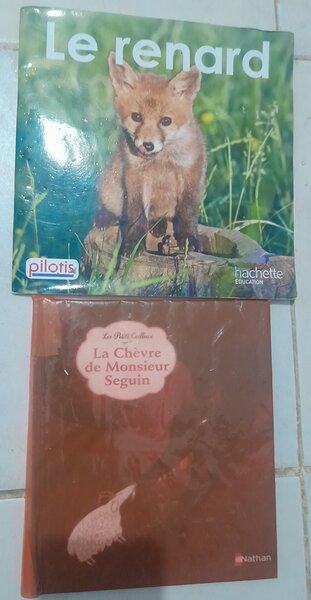 Le renard
pilotis
hachette
ÉDUCATION
Les Petits Cailloux
La Chèvre
de Monsieur
Seguin
Nathan